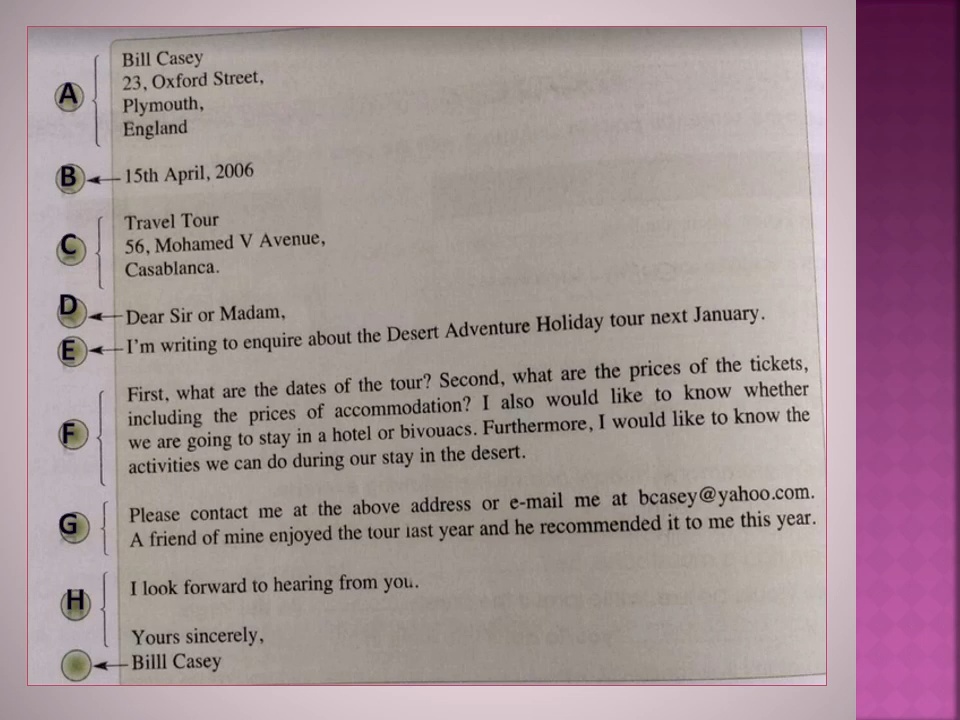 A
Bill Casey
23, Oxford Street,
Plymouth,
England
B
15th April, 2006
C
Travel Tour
56, Mohamed V Avenue,
Casablanca.
D
Dear Sir or Madam,
E
I'm writing to enquire about the Desert Adventure Holiday tour next January.
F
First, what are the dates of the tour? Second, what are the prices of the tickets,
including the prices of accommodation? I also would like to know whether
we are going to stay in a hotel or bivouacs. Furthermore, I would like to know the
activities we can do during our stay in the desert.
G
Please contact me at the above address or e-mail me at bcasey@yahoo.com.
A friend of mine enjoyed the tour last year and he recommended it to me this year.
H
I look forward to hearing from you.
Yours sincerely,
Billl Casey